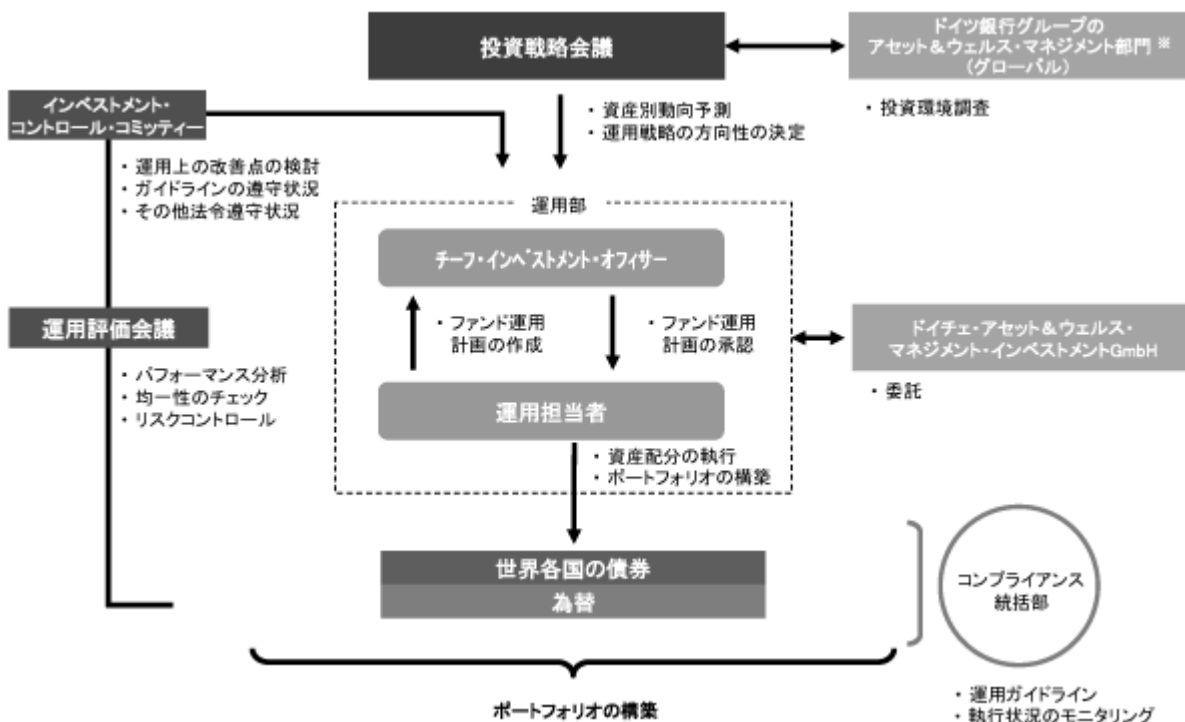 投資戦略会議
ドイツ銀行グループの
アセット&ウェルス・マネジメント部門 ※
(グローバル)
・投資環境調査
・資産別動向予測
・運用戦略の方向性の決定
インベストメント・
コントロール・コミッティー
・運用上の改善点の検討
・ガイドラインの遵守状況
・その他法令遵守状況
運用部
チーフ・インベストメント・オフィサー
・ファンド運用
計画の作成
・ファンド運用
計画の承認
運用評価会議
・パフォーマンス分析
・均一性のチェック
・リスクコントロール
ドイチェ・アセット&ウェルス・
マネジメント・インベストメントGmbH
・委託
運用担当者
・資産配分の執行
・ポートフォリオの構築
世界各国の債券
為替
コンプライアンス
統括部
・運用ガイドライン
・執行状況のモニタリング
ポートフォリオの構築